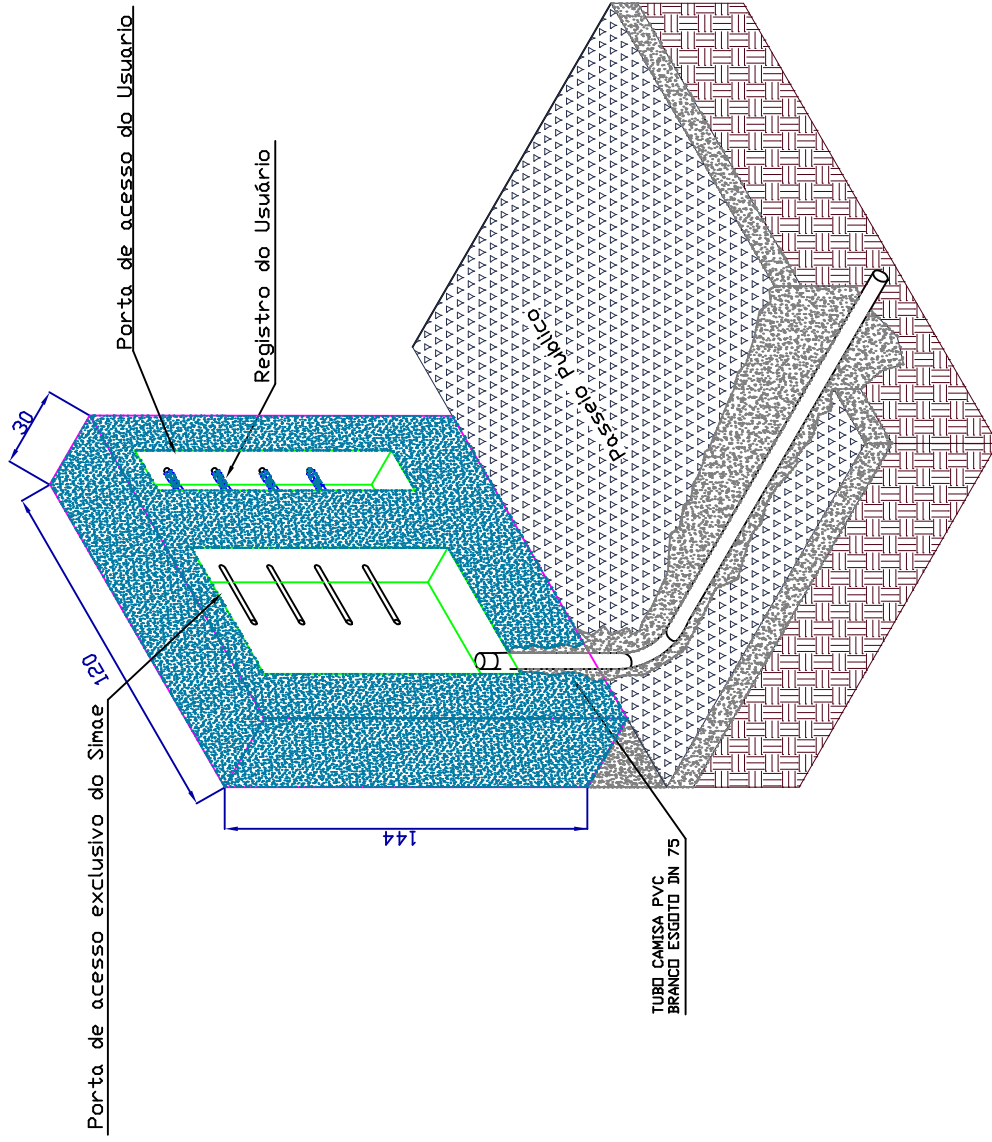 Porta de acesso do Usuario
Registro do Usuário
30
120
Porta de acesso exclusivo do Simae
144
Passeio Publico
TUBO CAMISA PVC
BRANCO ESGOTO DN 75